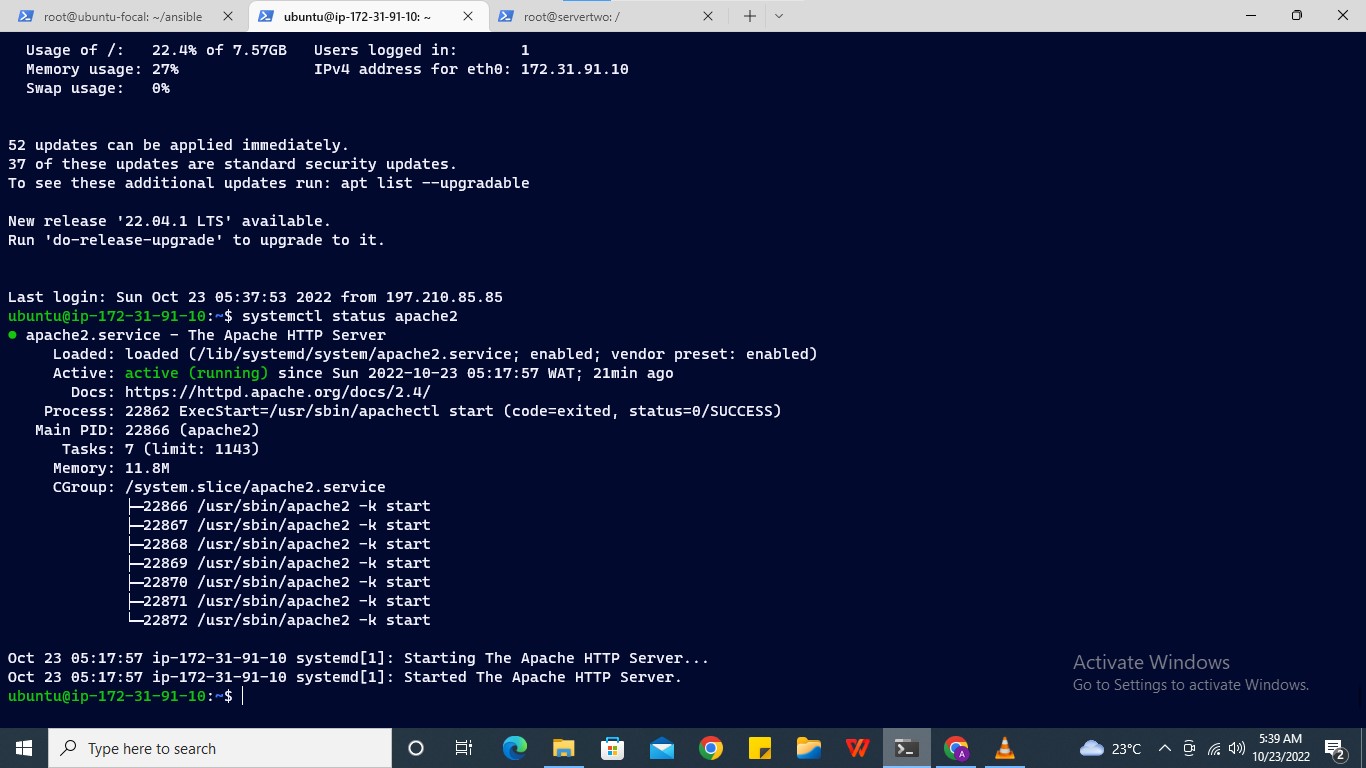 root@ubuntu-focal: ~/ansible
ubuntu@ip-172-31-91-10: ~
root@servertwo: /
Usage of /:   22.4% of 7.57GB   Users logged in:       1
Memory usage: 27%               IPv4 address for eth0: 172.31.91.10
Swap usage:   0%
52 updates can be applied immediately.
37 of these updates are standard security updates.
To see these additional updates run: apt list --upgradable
New release '22.04.1 LTS' available.
Run 'do-release-upgrade' to upgrade to it.
Last login: Sun Oct 23 05:37:53 2022 from 197.210.85.85
ubuntu@ip-172-31-91-10:~$ systemctl status apache2
● apache2.service - The Apache HTTP Server
Loaded: loaded (/lib/systemd/system/apache2.service; enabled; vendor preset: enabled)
Active: active (running) since Sun 2022-10-23 05:17:57 WAT; 21min ago
Docs: https://httpd.apache.org/docs/2.4/
Process: 22862 ExecStart=/usr/sbin/apachectl start (code=exited, status=0/SUCCESS)
Main PID: 22866 (apache2)
Tasks: 7 (limit: 1143)
Memory: 11.8M
CGroup: /system.slice/apache2.service
├─22866 /usr/sbin/apache2 -k start
├─22867 /usr/sbin/apache2 -k start
├─22868 /usr/sbin/apache2 -k start
├─22869 /usr/sbin/apache2 -k start
├─22870 /usr/sbin/apache2 -k start
├─22871 /usr/sbin/apache2 -k start
└─22872 /usr/sbin/apache2 -k start
Oct 23 05:17:57 ip-172-31-91-10 systemd[1]: Starting The Apache HTTP Server...
Oct 23 05:17:57 ip-172-31-91-10 systemd[1]: Started The Apache HTTP Server.
ubuntu@ip-172-31-91-10:~$
Activate Windows
Go to Settings to activate Windows.
Type here to search
A
23°C
5:39 AM
10/23/2022
2